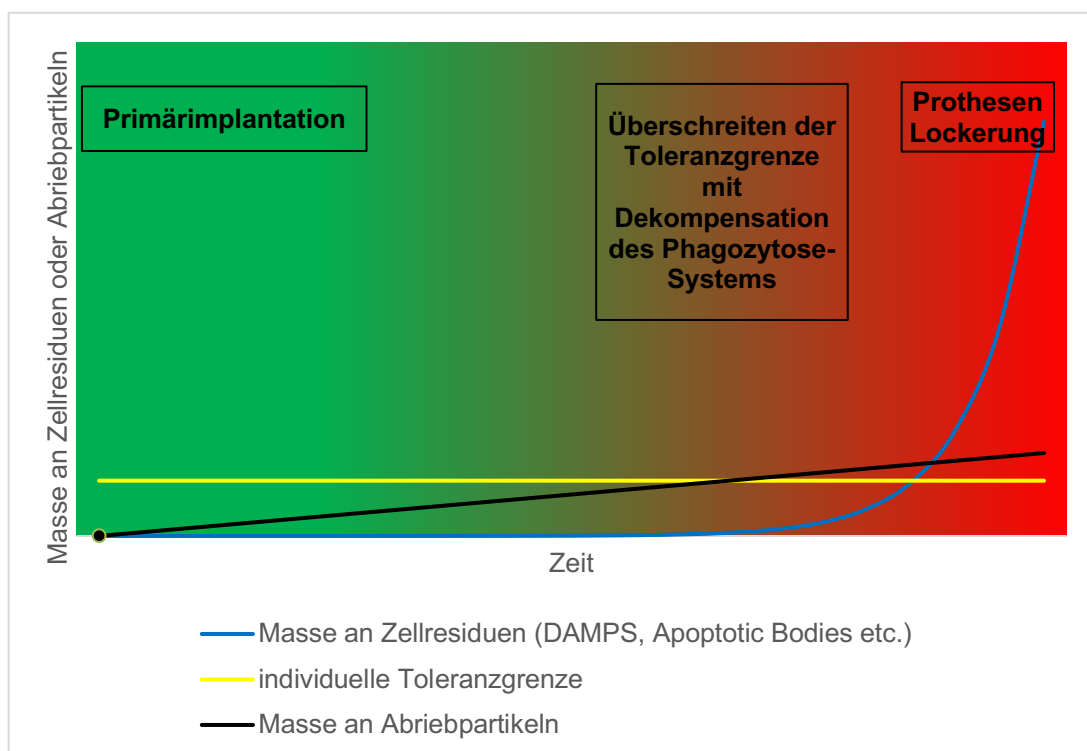 Masse an Zellresiduen oder Abriebpartikeln
Primärimplantation
Überschreiten der
Toleranzgrenze
mit
Dekompensation
des Phagozytose-
Systems
Prothesen
Lockerung
Zeit
Masse an Zellresiduen (DAMPS, Apoptotic Bodies etc.)
individuelle Toleranzgrenze
Masse an Abriebpartikeln